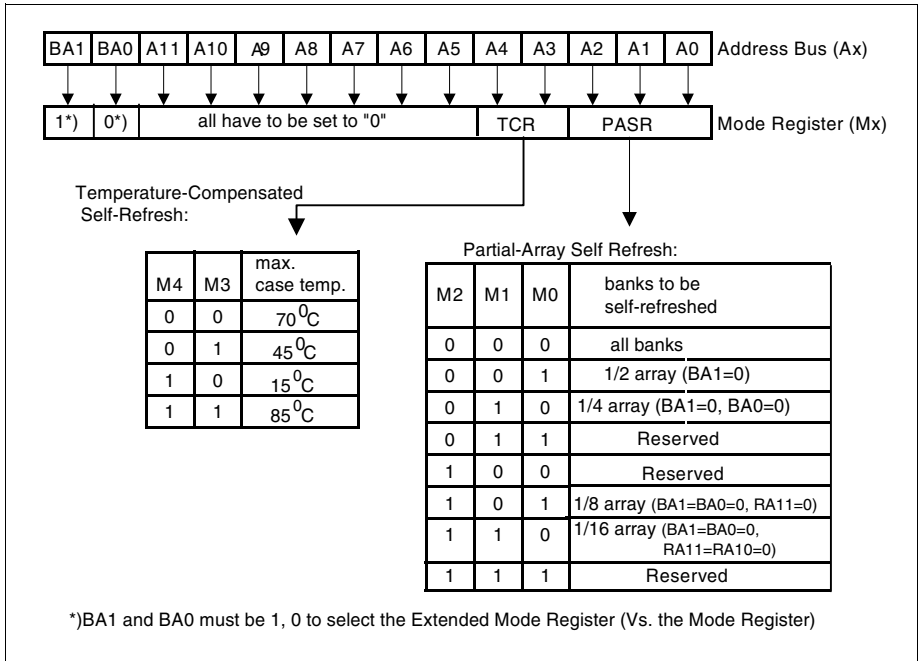 BA1 BA0 A11 A10 A9 A8 A7 A6 A5 A4 A3 A2 A1 A0 Address Bus (Ax)
1*) 0*) all have to be set to "0" TCR PASR Mode Register (Mx)
Temperature-Compensated
Self-Refresh:
M4 M3 max.
case temp.
0 0 70⁰C
0 1 45⁰C
1 0 15⁰C
1 1 85⁰C
Partial-Array Self Refresh:
M2 M1 M0 banks to be
self-refreshed
0 0 0 all banks
0 0 1 1/2 array (BA1=0)
0 1 0 1/4 array (BA1=0, BA0=0)
0 1 1 Reserved
1 0 0 Reserved
1 0 1 1/8 array (BA1=BA0=0, RA11=0)
1 1 0 1/16 array (BA1=BA0=0,
RA11=RA10=0)
1 1 1 Reserved
*)BA1 and BA0 must be 1, 0 to select the Extended Mode Register (Vs. the Mode Register)